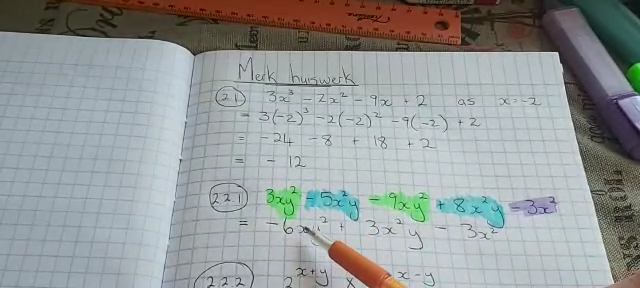 Merk huiswerk
2.1 3x³ - 2x² - 9x + 2 as x = -2
= 3(-2)³ - 2(-2)² - 9(-2) + 2
= -24 - 8 + 18 + 2
= - 12
2.2.1 3xy² - 5x²y - 9xy² + 8x²y - 3x²
= -6xy² + 3x²y - 3x²
2.2.2 2^(x+y) × ^(x-y)